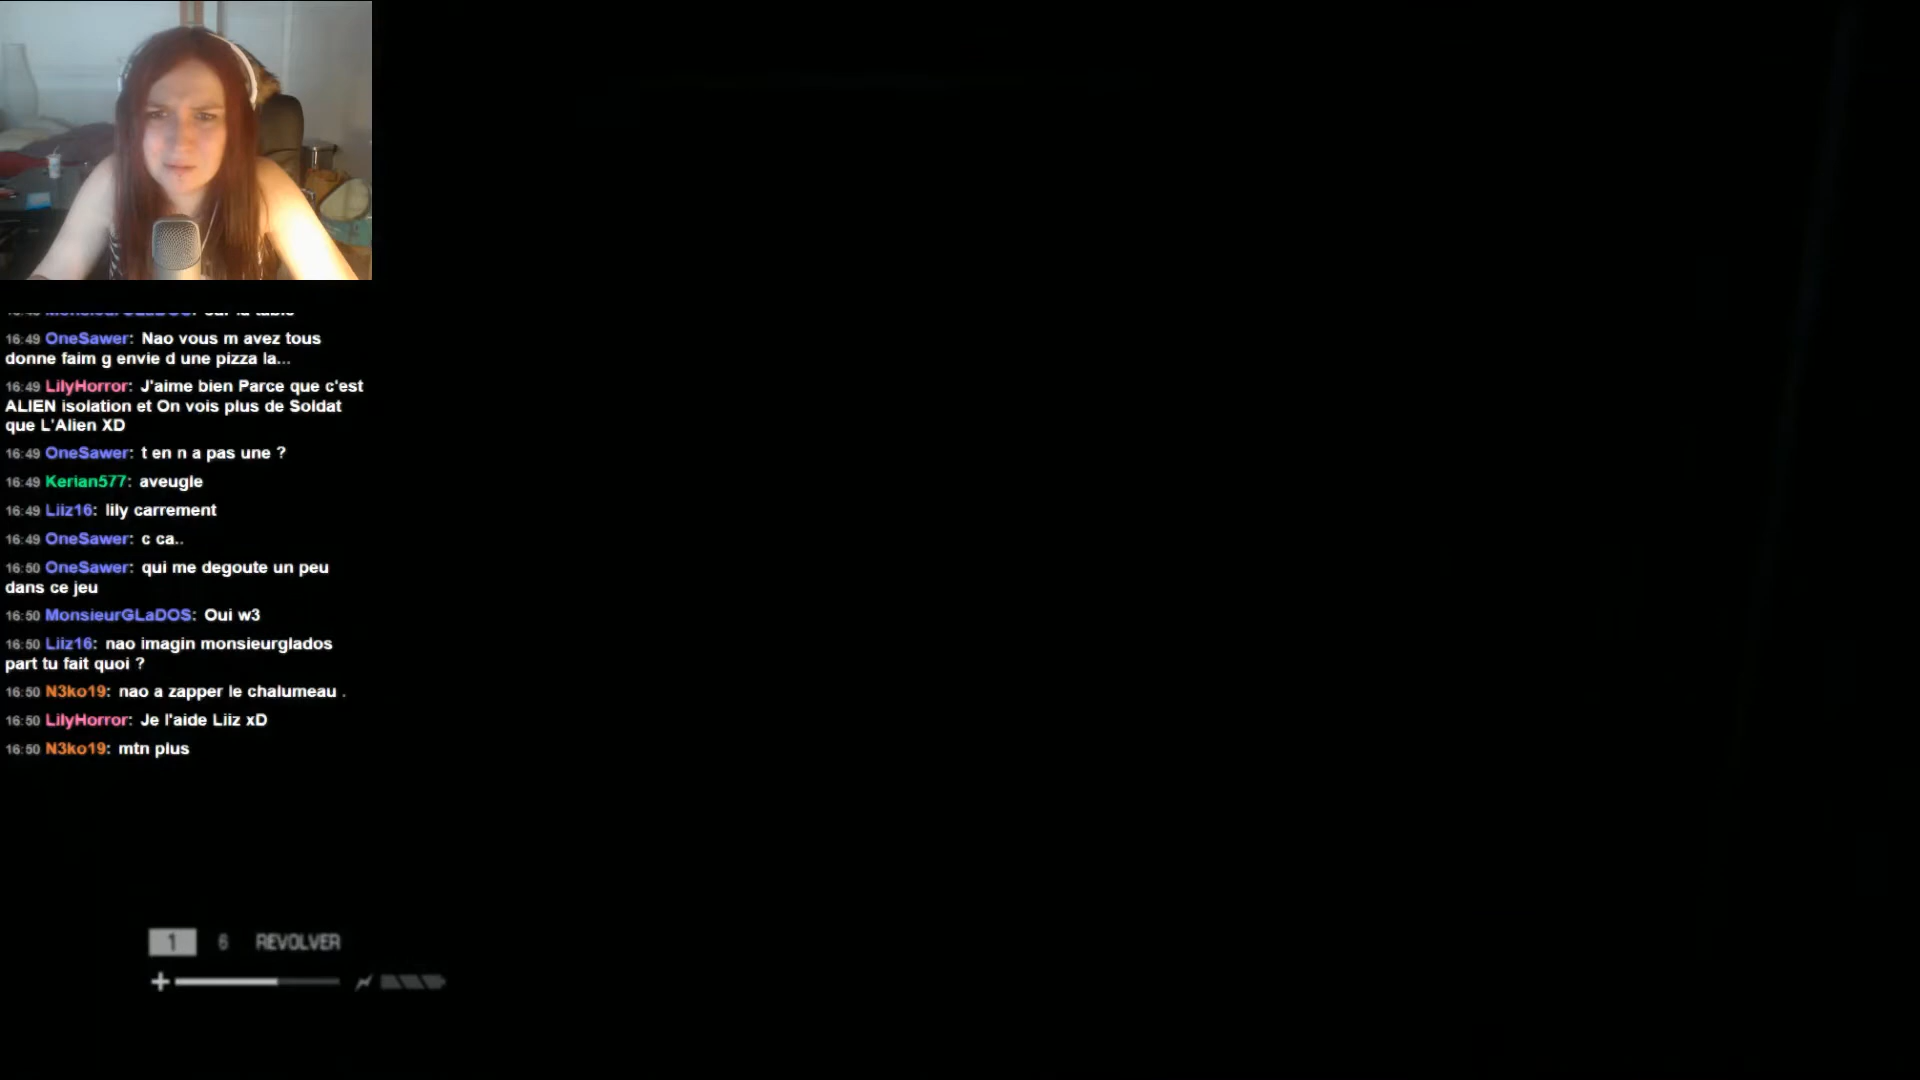 16:49 OneSawer: Nao vous m avez tous
donne faim g envie d une pizza la...
16:49 LilyHorror: J'aime bien Parce que c'est
ALIEN isolation et On vois plus de Soldat
que L'Alien XD
16:49 OneSawer: t en n a pas une ?
16:49 Kerian577: aveugle
16:49 Liiz16: lily carrement
16:49 OneSawer: c ca..
16:50 OneSawer: qui me degoute un peu
dans ce jeu
16:50 MonsieurGLaDOS: Oui w3
16:50 Liiz16: nao imagin monsieurglados
part tu fait quoi ?
16:50 N3ko19: nao a zapper le chalumeau .
16:50 LilyHorror: Je l'aide Liiz xD
16:50 N3ko19: mtn plus
1 6 REVOLVER